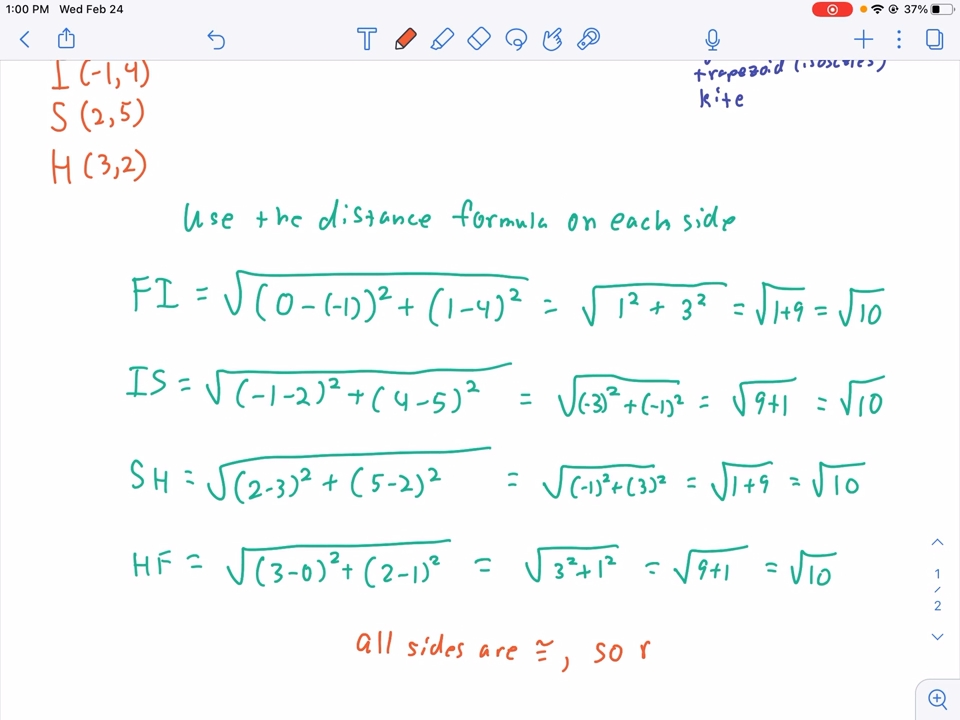 1:00 PM Wed Feb 24
37%
T
I (-1,4)
S (2,5)
H (3,2)
trapezoid (isosceles)
kite
Use the distance formula on each side
FI = √(0-(-1))² + (1-4)² = √1² + 3² = √1+9 = √10
IS = √(-1-2)² + (4-5)² = √(-3)² + (-1)² = √9+1 = √10
SH = √(2-3)² + (5-2)² = √(-1)² + (3)² = √1+9 = √10
HF = √(3-0)² + (2-1)² = √3² + 1² = √9+1 = √10
1
/
2
all sides are ≅, so r